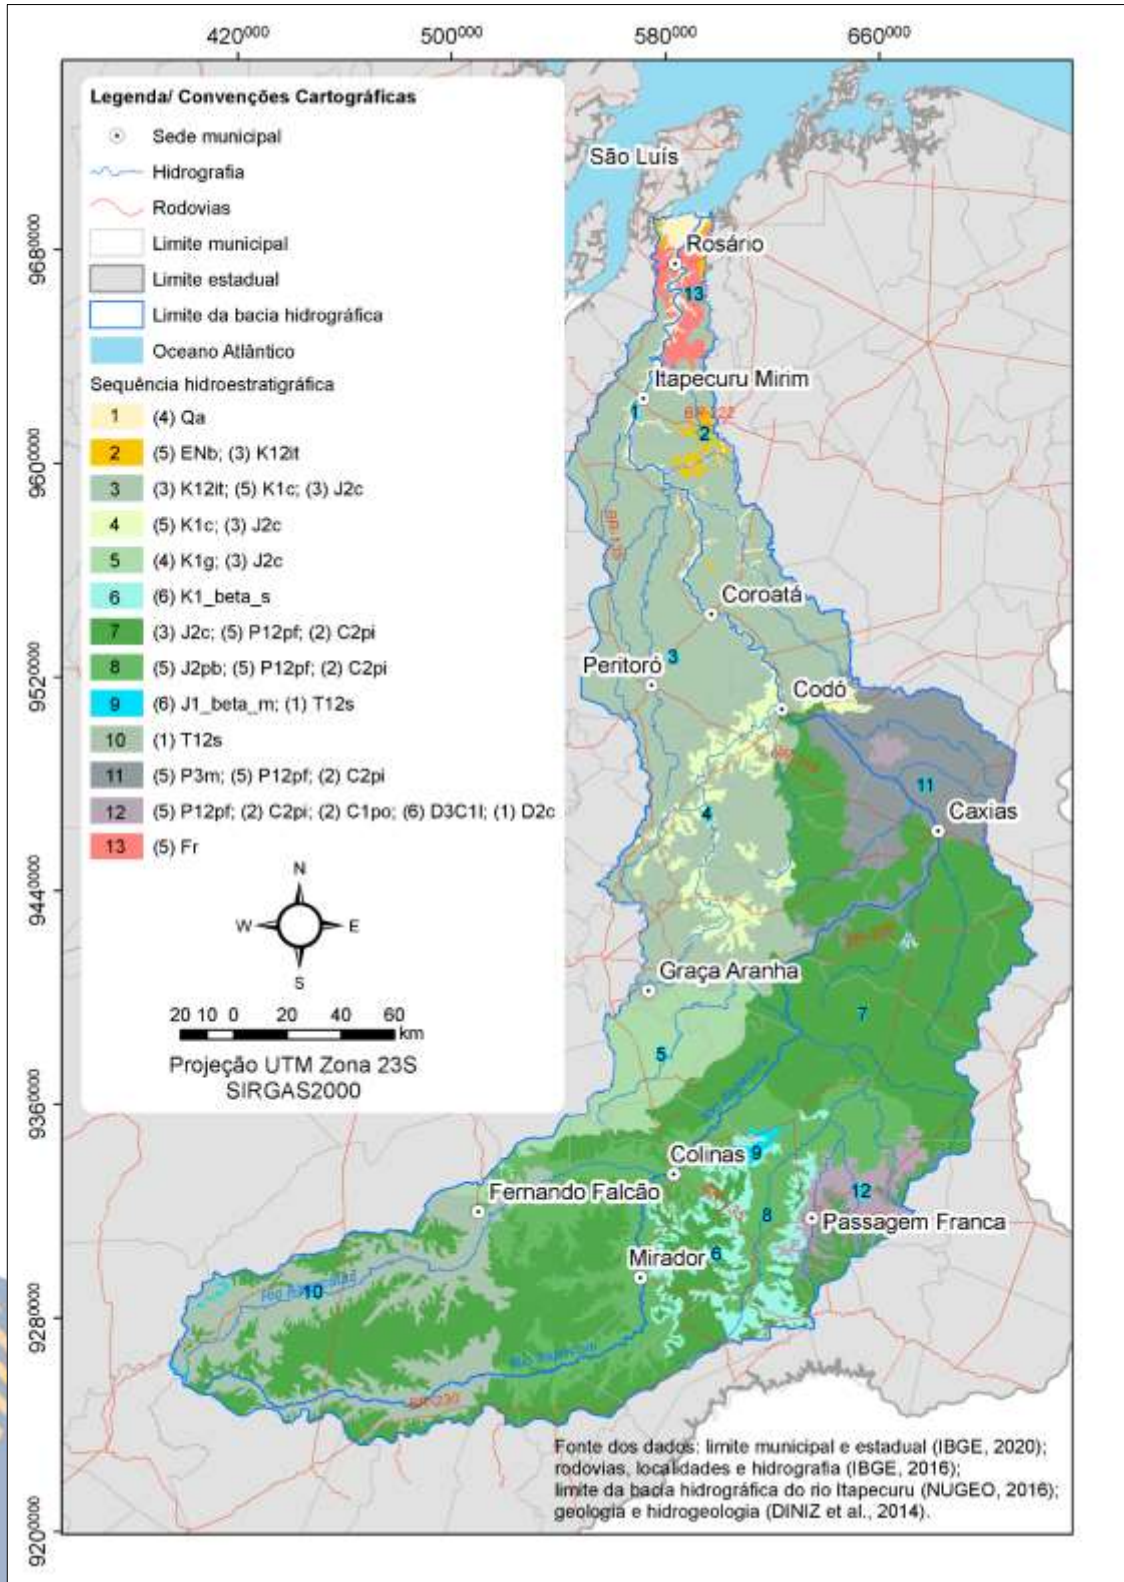 420000 500000 580000 660000
Legenda/ Convenções Cartográficas
Sede municipal
Hidrografia
Rodovias
Limite municipal
Limite estadual
Limite da bacia hidrográfica
Oceano Atlântico
Sequência hidroestratigráfica
1 (4) Qa
2 (5) ENb; (3) K12it
3 (3) K12it; (5) K1c; (3) J2c
4 (5) K1c; (3) J2c
5 (4) K1g; (3) J2c
6 (6) K1_beta_s
7 (3) J2c; (5) P12pf; (2) C2pi
8 (5) J2pb; (5) P12pf; (2) C2pi
9 (6) J1_beta_m; (1) T12s
10 (1) T12s
11 (5) P3m; (5) P12pf; (2) C2pi
12 (5) P12pf; (2) C2pi; (2) C1po; (6) D3C1l; (1) D2c
13 (5) Fr
N
W E
S
20 10 0 20 40 60
km
Projeção UTM Zona 23S
SIRGAS2000
9680000
9600000
9520000
9440000
9360000
9280000
9200000
São Luís
Rosário
13
Itapecuru Mirim
1
BR-222
2
Coroatá
Peritoró
3
Codó
11
4
Caxias
Graça Aranha
7
5
Colinas
9
Fernando Falcão
12
8
Passagem Franca
Mirador
6
10
Rio Itapecuru
BR-230
Fonte dos dados: limite municipal e estadual (IBGE, 2020);
rodovias, localidades e hidrografia (IBGE, 2016);
limite da bacia hidrográfica do rio Itapecuru (NUGEO, 2016);
geologia e hidrogeologia (DINIZ et al., 2014).